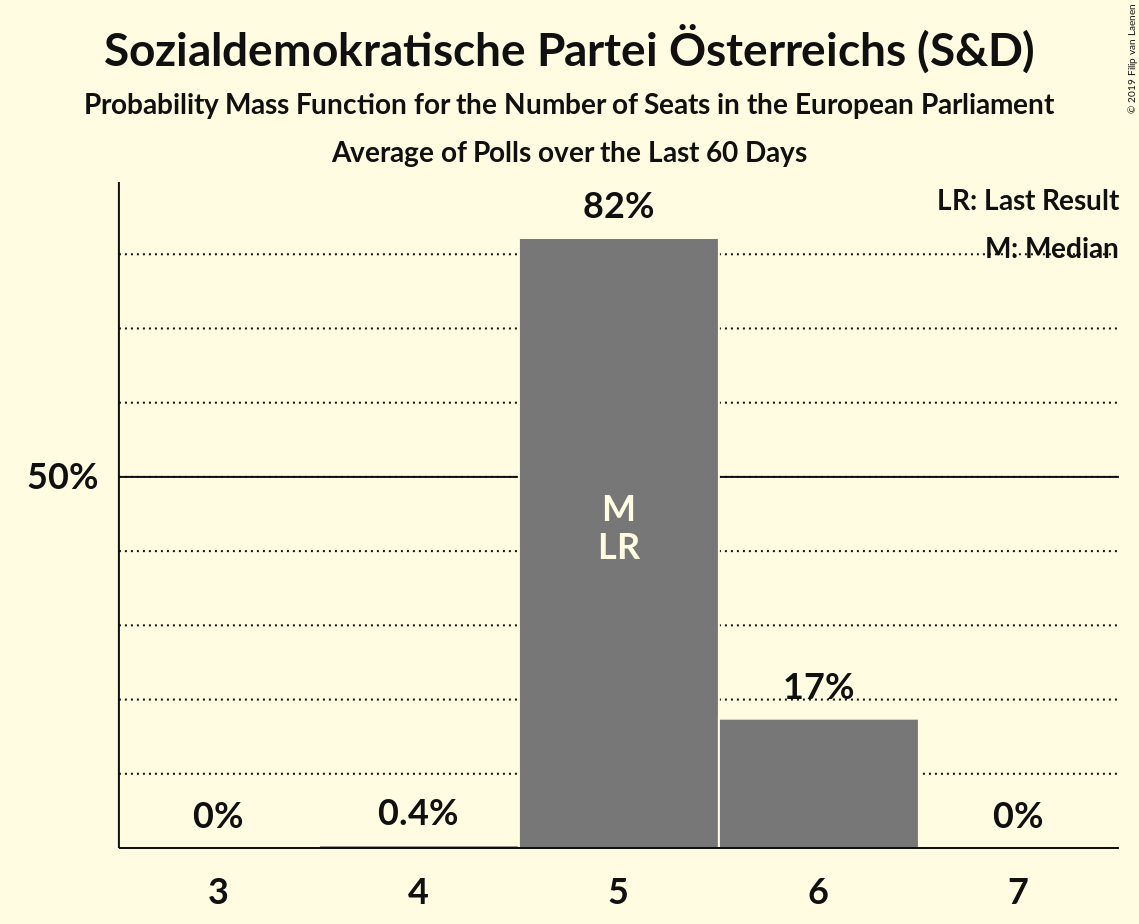 Sozialdemokratische Partei Österreichs (S&D)
Probability Mass Function for the Number of Seats in the European Parliament
Average of Polls over the Last 60 Days
© 2019 Filip van Laenen
LR: Last Result
M: Median
82%
50%
M
LR
17%
0%
0.4%
0%
3
4
5
6
7